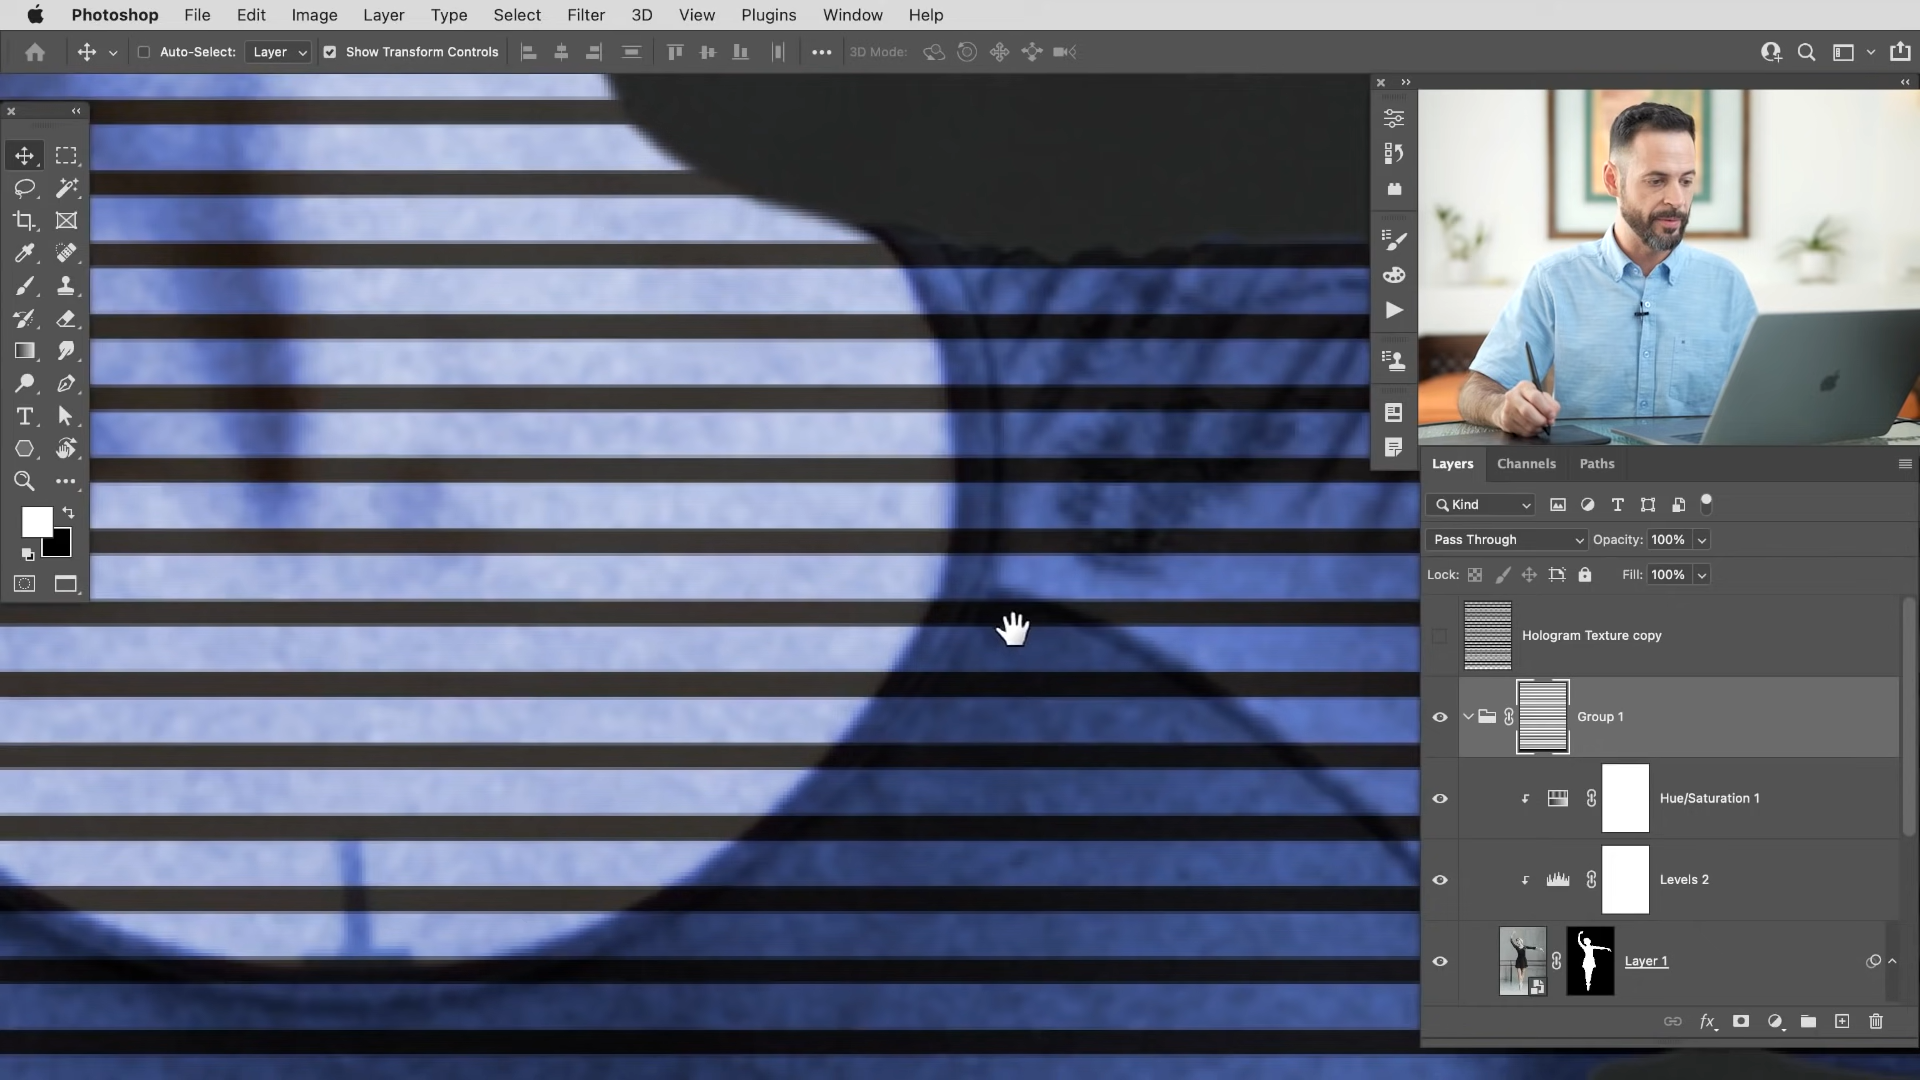 Photoshop File Edit Image Layer Type Select Filter 3D View Plugins Window Help
Auto-Select: Layer Show Transform Controls 3D Mode:
Layers Channels Paths
Kind
Pass Through Opacity: 100%
Lock: Fill: 100%
Hologram Texture copy
Group 1
Hue/Saturation 1
Levels 2
Layer 1
fx